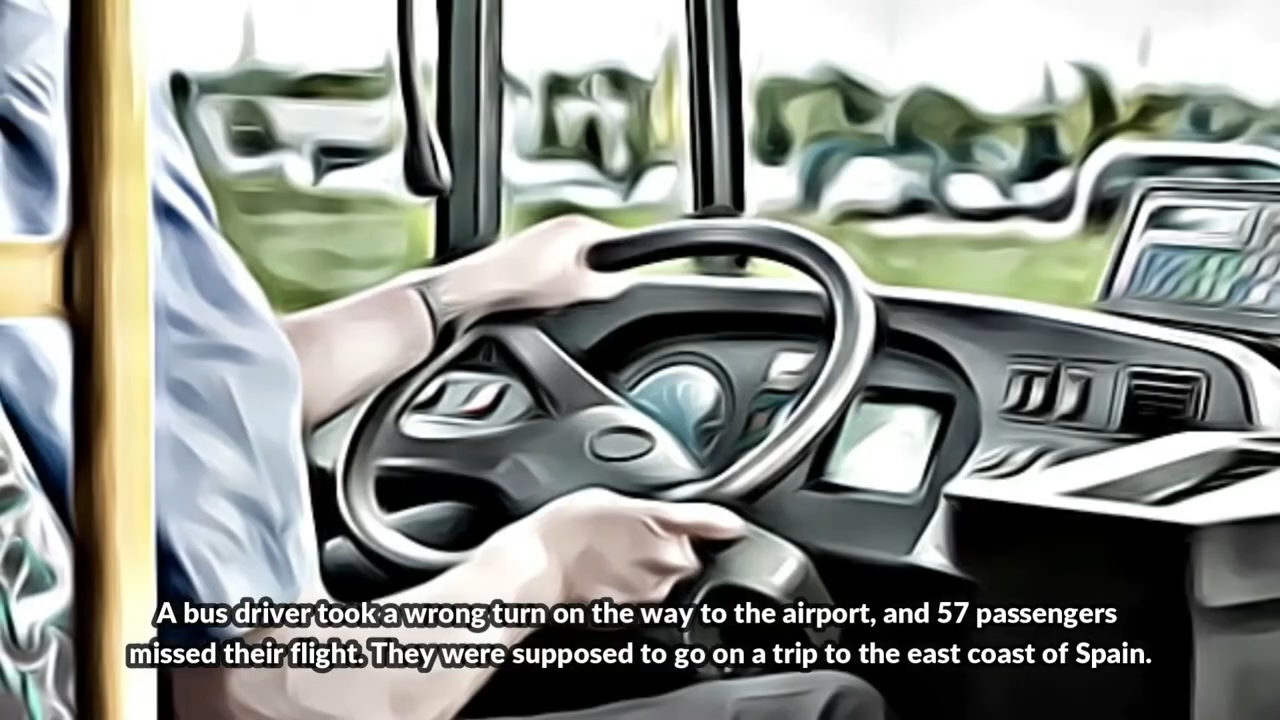 A bus driver took a wrong turn on the way to the airport, and 57 passengers
missed their flight. They were supposed to go on a trip to the east coast of Spain.